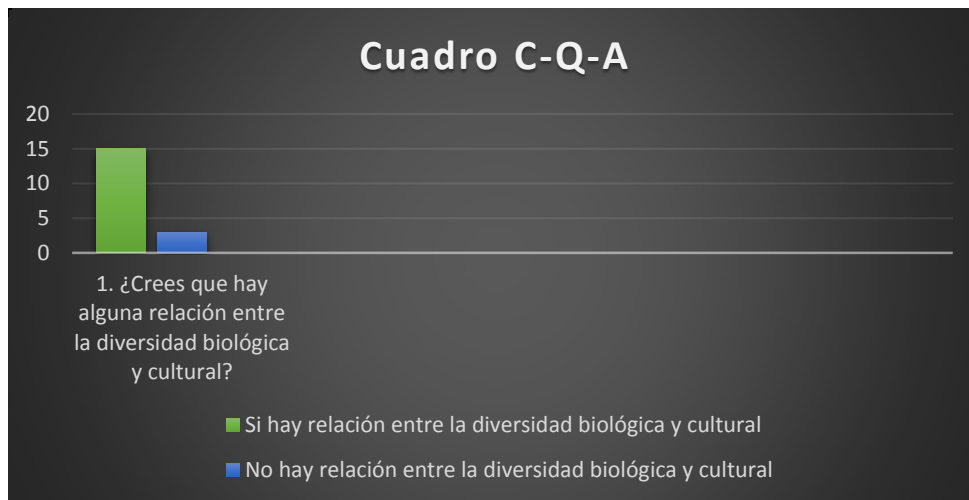 Cuadro C-Q-A
20
15
10
5
0
1. ¿Crees que hay
alguna relación entre
la diversidad biológica
y cultural?
Si hay relación entre la diversidad biológica y cultural
No hay relación entre la diversidad biológica y cultural